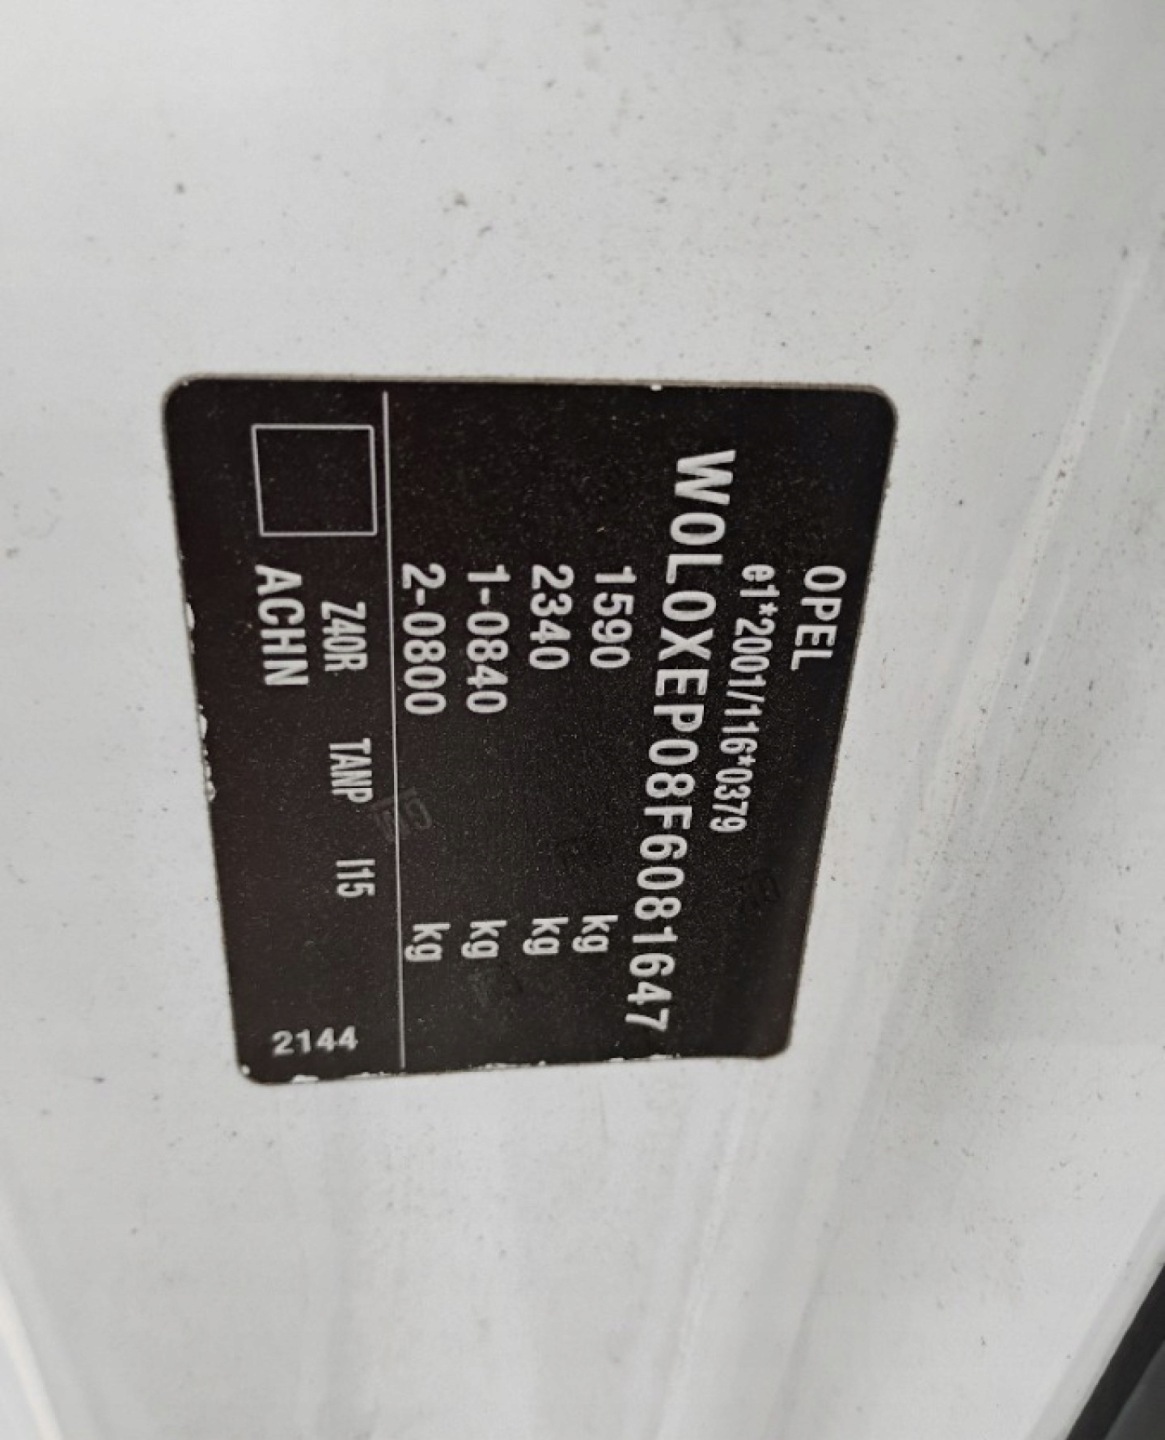 OPEL
e1*2001/116*0379
W0L0XEP08F6081647
1590 kg
2340 kg
1-0840 kg
2-0800 kg
Z40R TANP I15
ACHN
2144